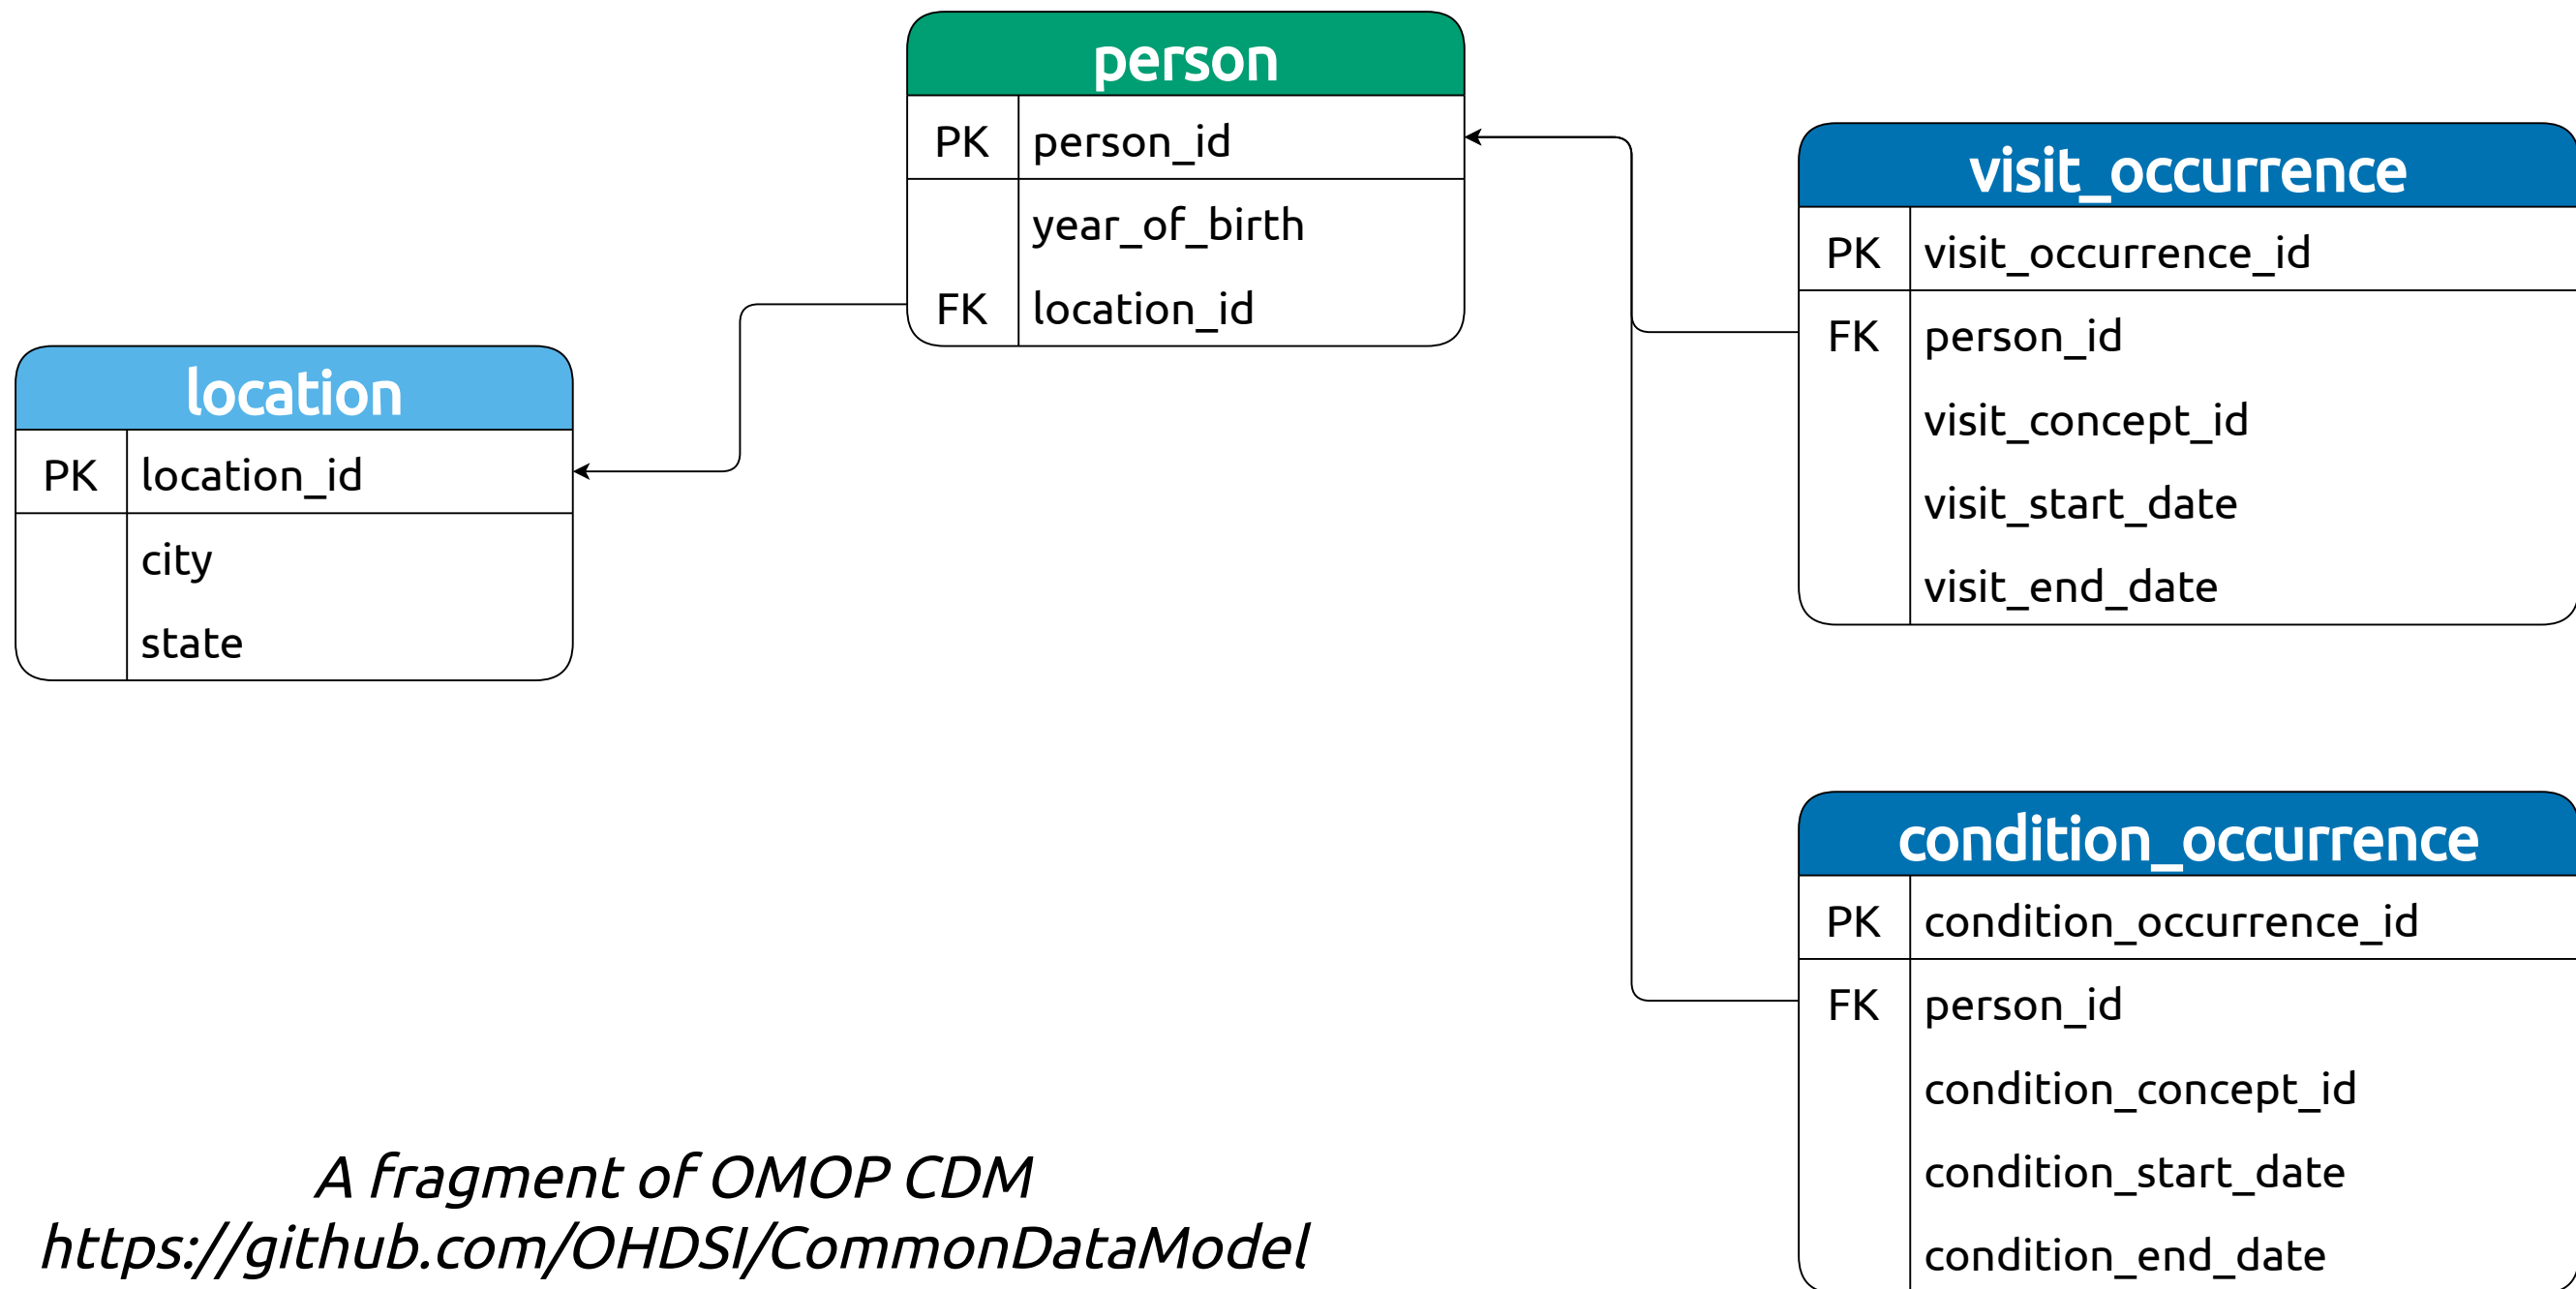 person
PK person_id
year_of_birth
FK location_id
location
PK location_id
city
state
visit_occurrence
PK visit_occurrence_id
FK person_id
visit_concept_id
visit_start_date
visit_end_date
condition_occurrence
PK condition_occurrence_id
FK person_id
condition_concept_id
condition_start_date
condition_end_date
A fragment of OMOP CDM
https://github.com/OHDSI/CommonDataModel